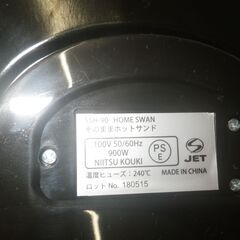 SSH-90 HOME SWAN
そのままホットサンド
100V 50/60Hz
900W
NIITSU KOUKI
PS
E
JET
温度ヒューズ:240℃
MADE IN CHINA
ロット No. 180515